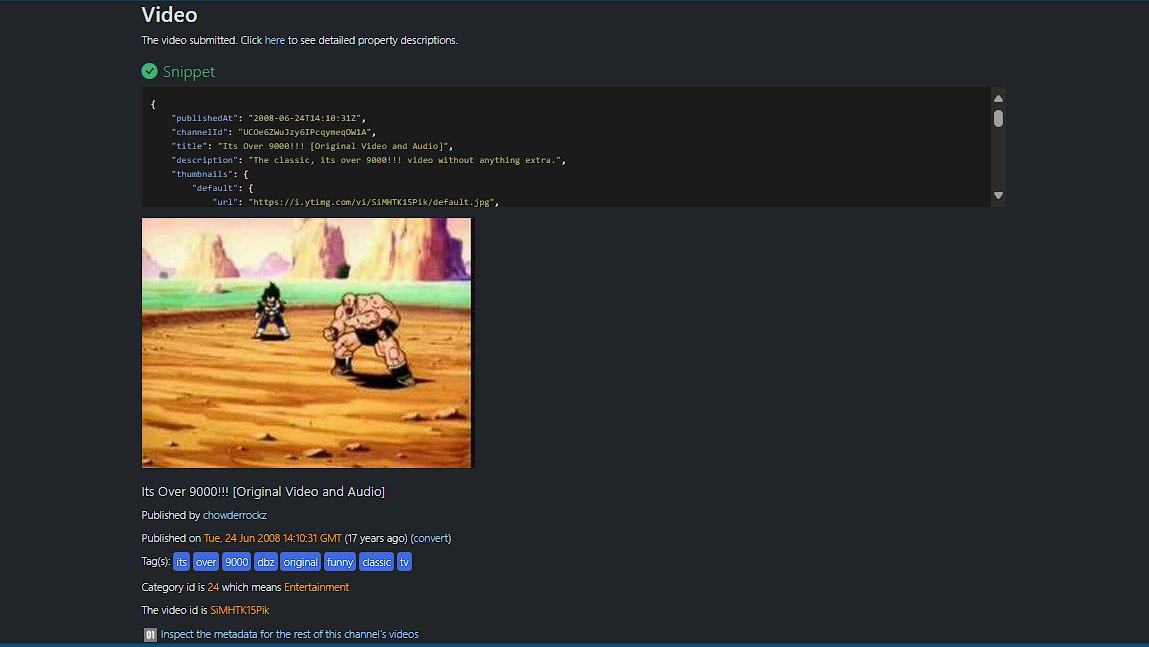 Video
The video submitted. Click here to see detailed property descriptions.
Snippet
{
"publishedAt": "2008-06-24T14:10:31Z",
"channelId": "UCOe6ZWuJzy6IPcqymeqOW1A",
"title": "Its Over 9000!!! [Original Video and Audio]",
"description": "The classic, its over 9000!!! video without anything extra.",
"thumbnails": {
"default": {
"url": "https://i.ytimg.com/vi/SiMHTK15Pik/default.jpg",
Its Over 9000!!! [Original Video and Audio]
Published by chowderrockz
Published on Tue, 24 Jun 2008 14:10:31 GMT (17 years ago) (convert)
Tag(s): its over 9000 dbz original funny classic tv
Category id is 24 which means Entertainment
The video id is SiMHTK15Pik
01 Inspect the metadata for the rest of this channel's videos